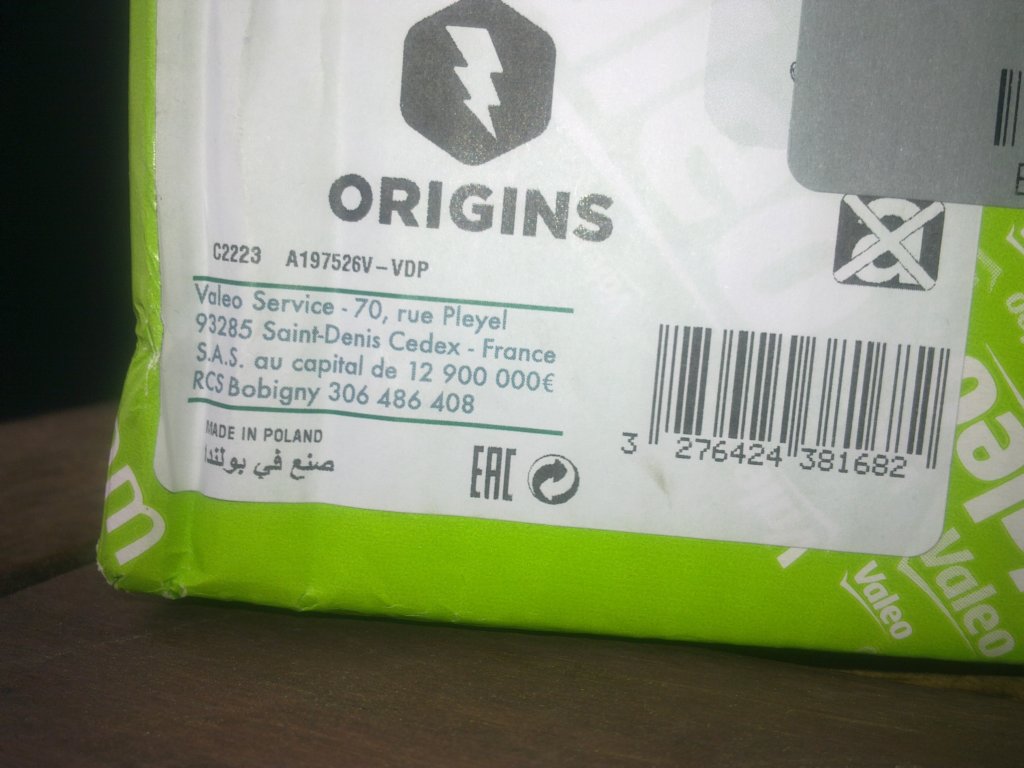 ORIGINS
C2223 A197526V-VDP
Valeo Service - 70, rue Pleyel
93285 Saint-Denis Cedex - France
S.A.S. au capital de 12 900 000€
RCS Bobigny 306 486 408
MADE IN POLAND
صنع في بولندا
EAC
a
3 276424 381682
Valeo
Valeo